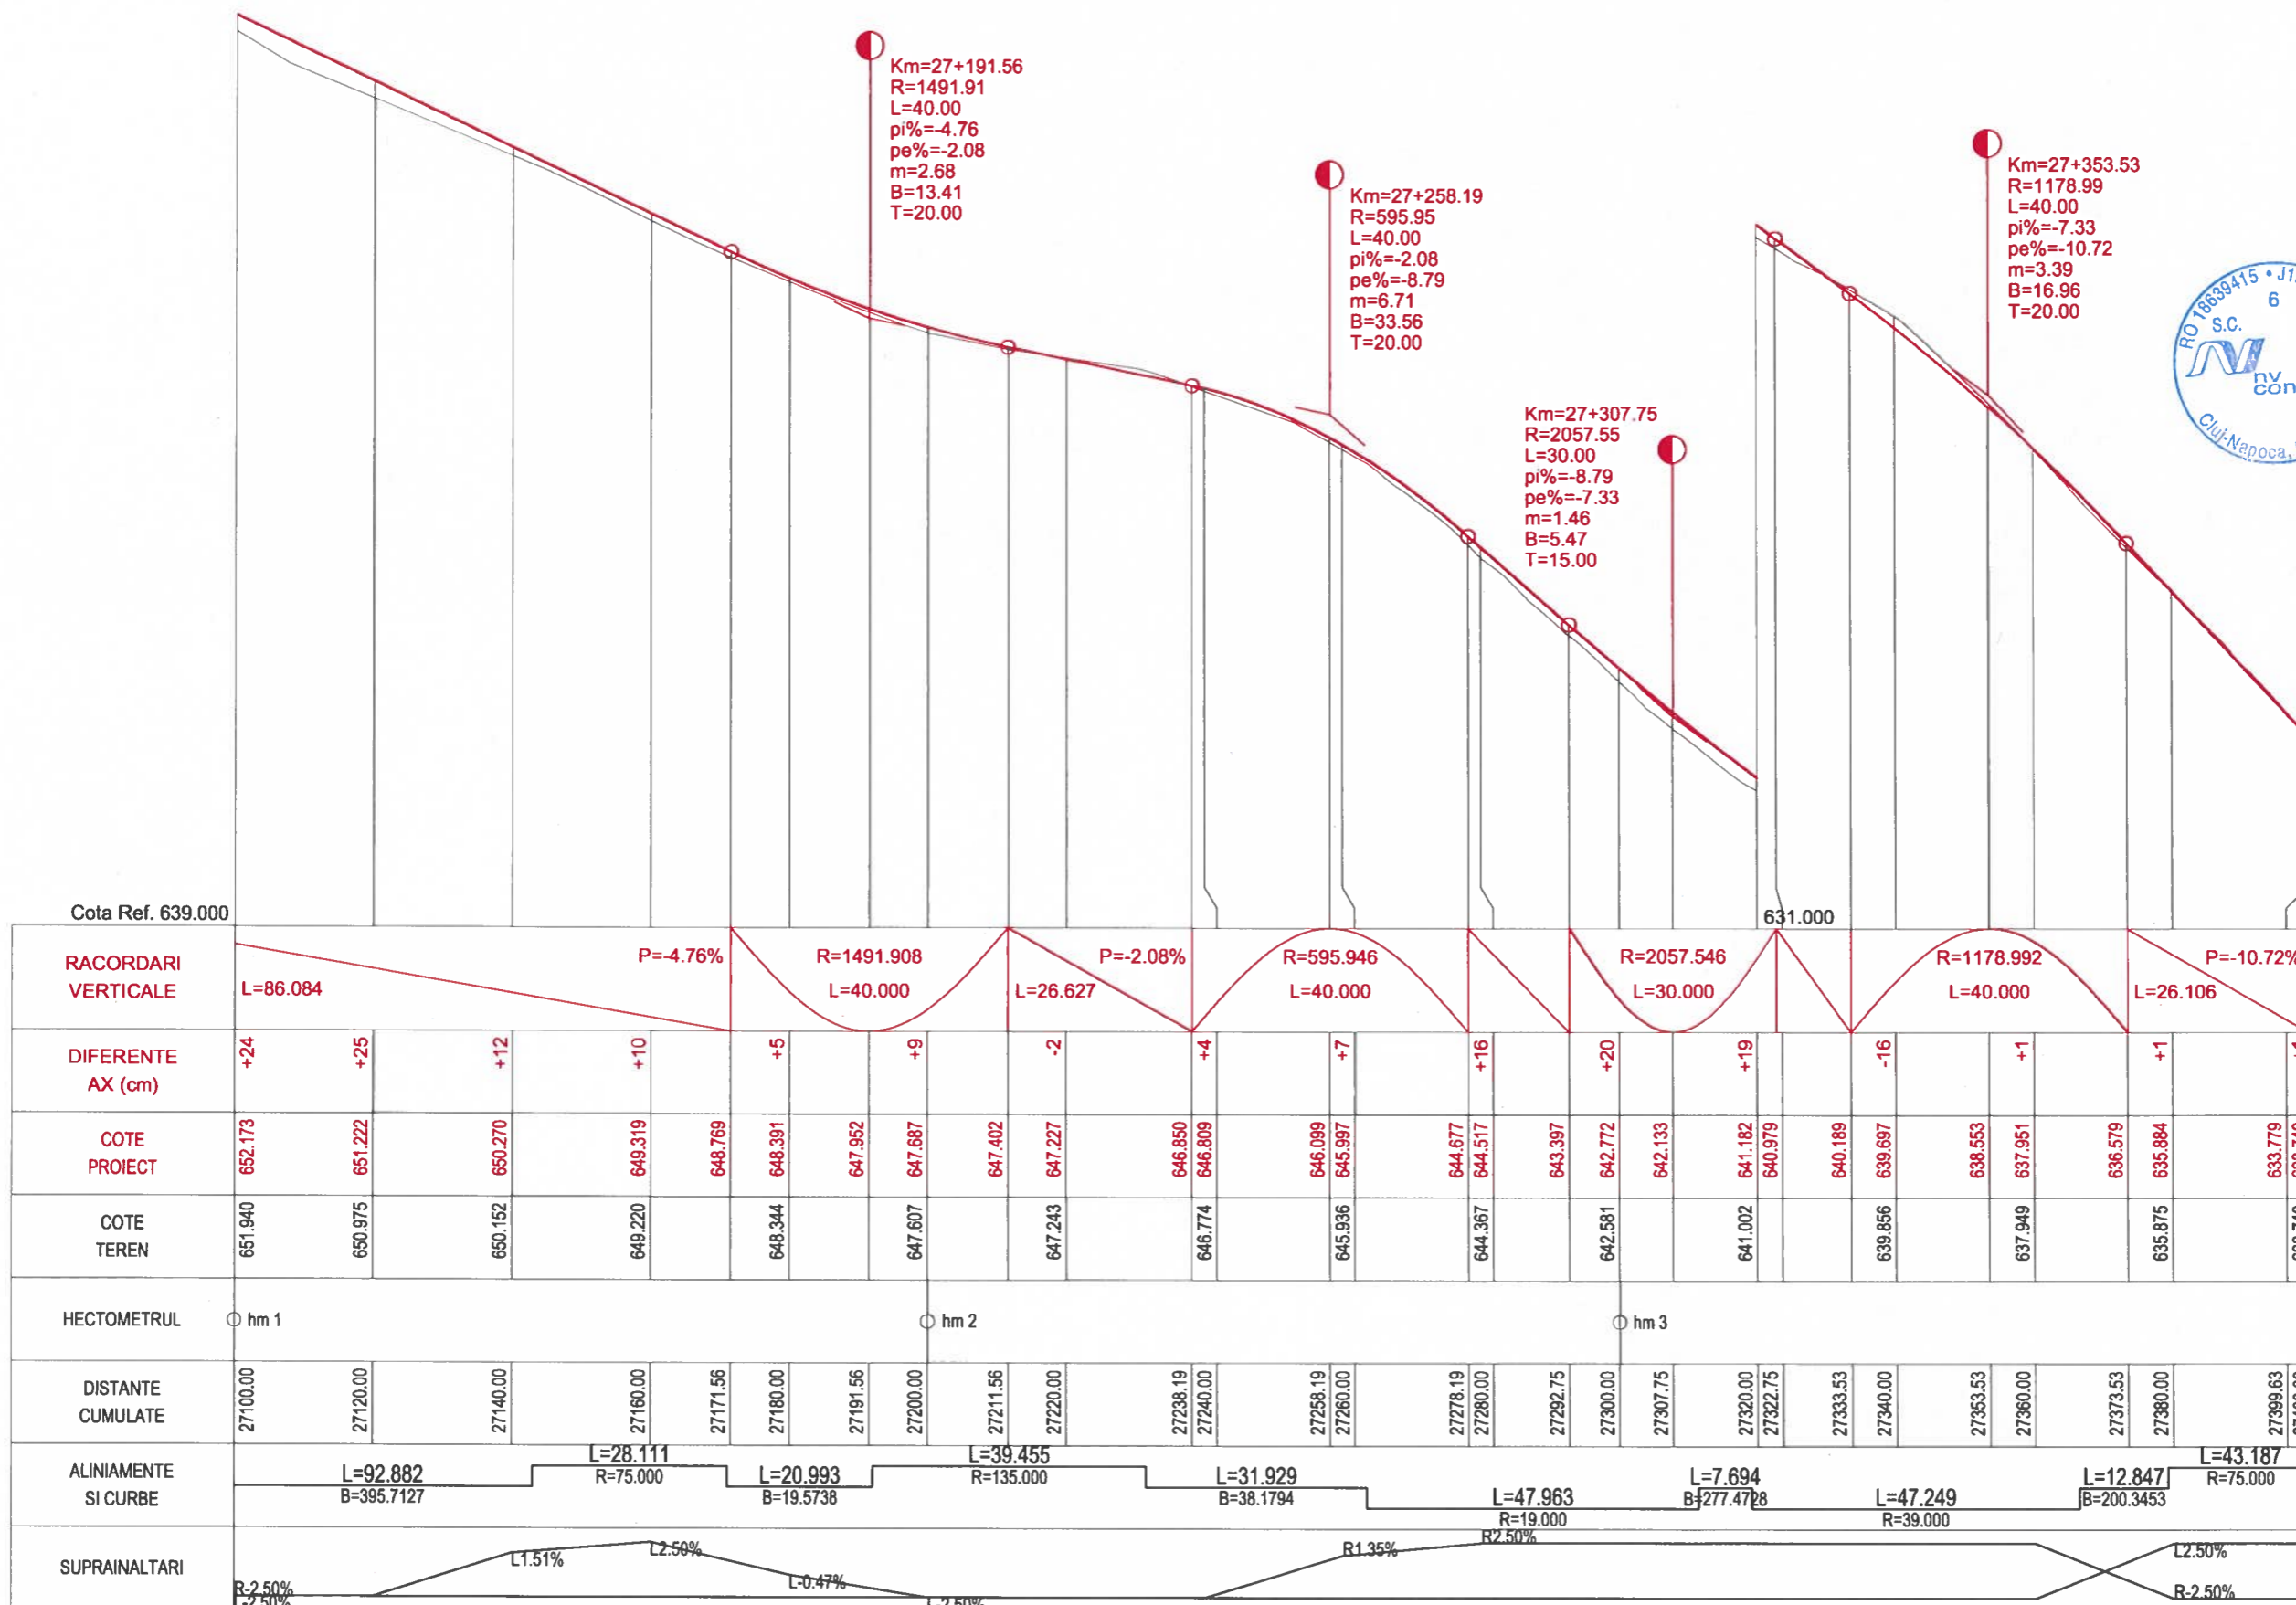 Km=27+191.56
R=1491.91
L=40.00
pi%=-4.76
pe%=-2.08
m=2.68
B=13.41
T=20.00
Km=27+258.19
R=595.95
L=40.00
pi%=-2.08
pe%=-8.79
m=6.71
B=33.56
T=20.00
Km=27+307.75
R=2057.55
L=30.00
pi%=-8.79
pe%=-7.33
m=1.46
B=5.47
T=15.00
Km=27+353.53
R=1178.99
L=40.00
pi%=-7.33
pe%=-10.72
m=3.39
B=16.96
T=20.00
RO 18639415 • J1
6
S.C.
nv
con
Cluj-Napoca,
Cota Ref. 639.000
631.000
RACORDARI
VERTICALE
L=86.084 P=-4.76%
R=1491.908
L=40.000
L=26.627 P=-2.08%
R=595.946
L=40.000
R=2057.546
L=30.000
R=1178.992
L=40.000
L=26.106 P=-10.72%
DIFERENTE
AX (cm)
+24 +25 +12 +10 +5 +9 -2 +4 +7 +16 +20 +19 -16 +1 +1
COTE
PROIECT
652.173 651.222 650.270 649.319 648.769 648.391 647.952 647.687 647.402 647.227 646.850 646.809 646.099 645.997 644.677 644.517 643.397 642.772 642.133 641.182 640.979 640.189 639.697 638.553 637.951 636.579 635.884 633.779
COTE
TEREN
651.940 650.975 650.152 649.220 648.344 647.607 647.243 646.774 645.936 644.367 642.581 641.002 639.856 637.949 635.875
HECTOMETRUL
hm 1 hm 2 hm 3
DISTANTE
CUMULATE
27100.00 27120.00 27140.00 27160.00 27171.56 27180.00 27191.56 27200.00 27211.56 27220.00 27238.19 27240.00 27258.19 27260.00 27278.19 27280.00 27292.75 27300.00 27307.75 27320.00 27322.75 27333.53 27340.00 27353.53 27360.00 27373.53 27380.00 27399.63
ALINIAMENTE
SI CURBE
L=92.882
B=395.7127
L=28.111
R=75.000
L=20.993
B=19.5738
L=39.455
R=135.000
L=31.929
B=38.1794
L=47.963
R=19.000
L=7.694
B=277.4728
L=47.249
R=39.000
L=12.847
B=200.3453
L=43.187
R=75.000
SUPRAINALTARI
R-2.50%
L-2.50%
L1.51%
L2.50%
L-0.47%
L-2.50%
R1.35%
R2.50%
L2.50%
R-2.50%